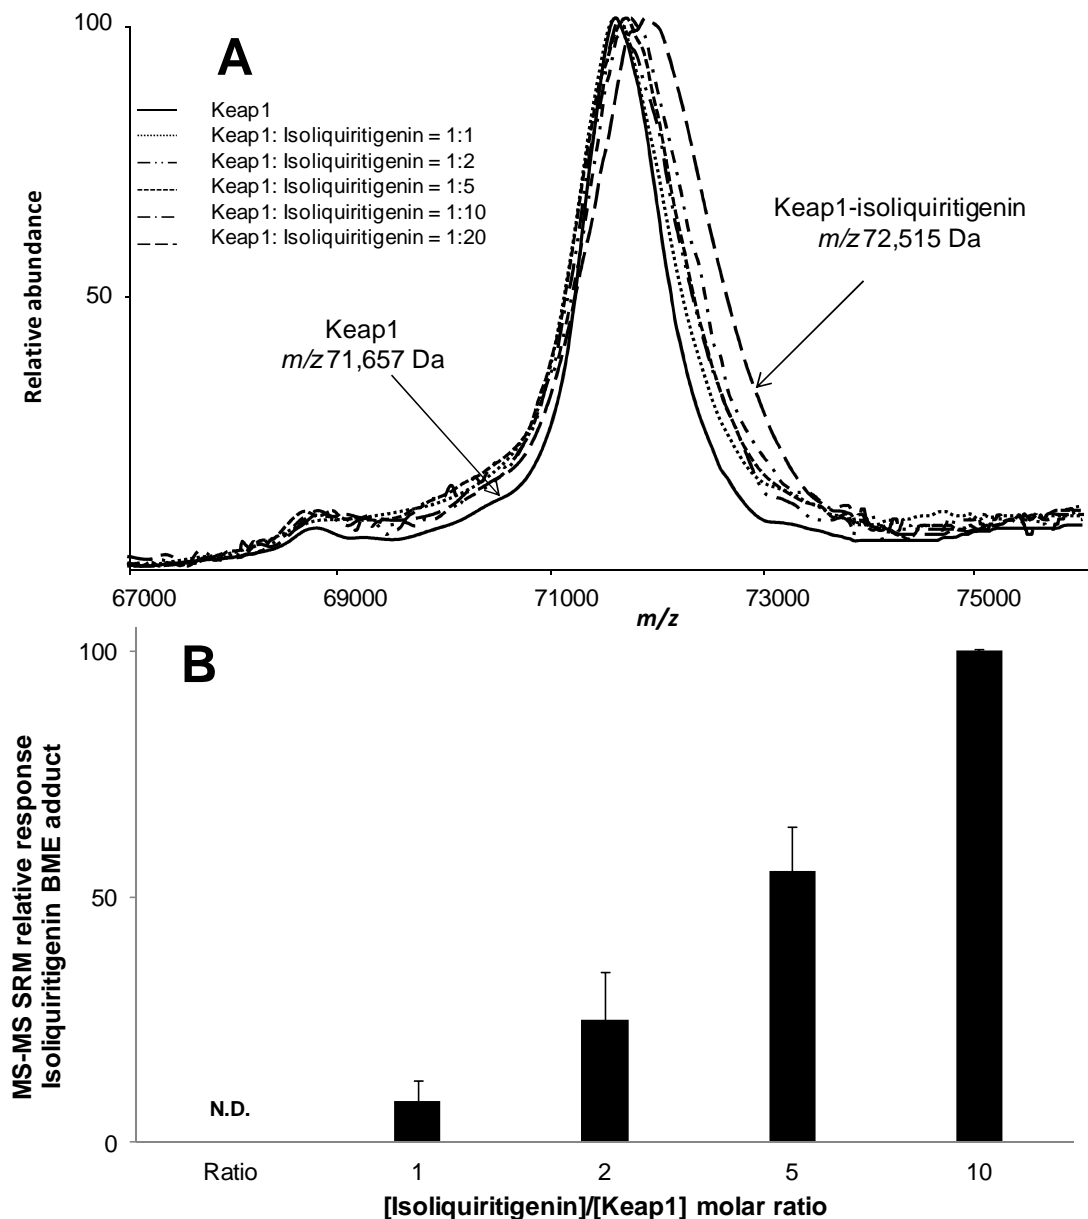 100
A
Keap1
Keap1: Isoliquiritigenin = 1:1
Keap1: Isoliquiritigenin = 1:2
Keap1: Isoliquiritigenin = 1:5
Keap1: Isoliquiritigenin = 1:10
Keap1: Isoliquiritigenin = 1:20
Relative abundance
Keap1-isoliquiritigenin
m/z 72,515 Da
50
Keap1
m/z 71,657 Da
67000 69000 71000 73000 75000
m/z
100
B
MS-MS SRM relative response
Isoliquiritigenin BME adduct
50
N.D.
0
Ratio 1 2 5 10
[Isoliquiritigenin]/[Keap1] molar ratio